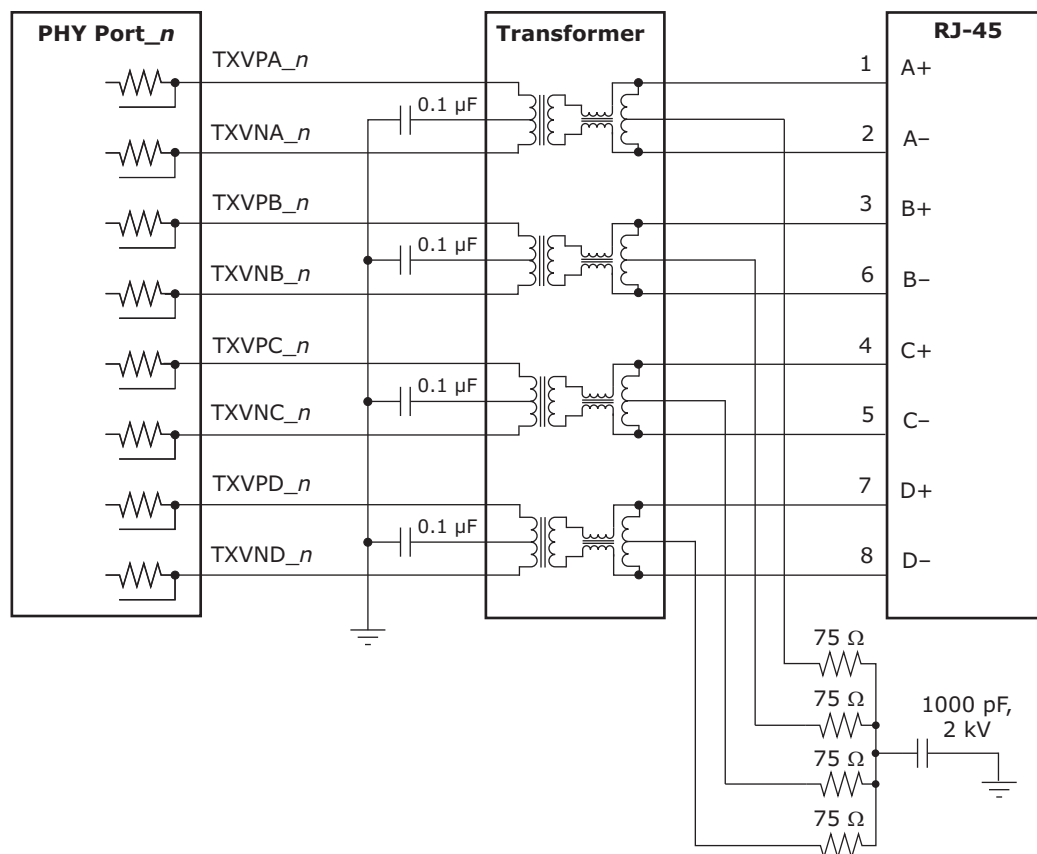 PHY Port_n
Transformer
RJ-45
TXVPA_n
1 A+
0.1 µF
TXVNA_n
2 A–
TXVPB_n
3 B+
0.1 µF
TXVNB_n
6 B–
TXVPC_n
4 C+
0.1 µF
TXVNC_n
5 C–
TXVPD_n
7 D+
0.1 µF
TXVND_n
8 D–
75 Ω
75 Ω
1000 pF,
2 kV
75 Ω
75 Ω